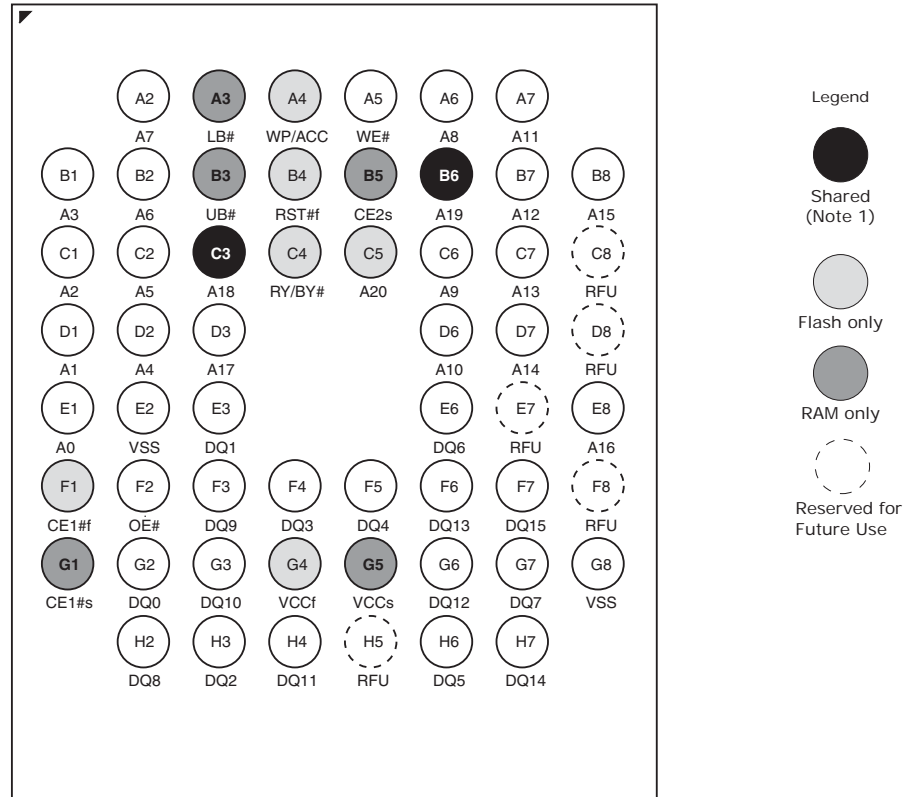 A2 A3 A4 A5 A6 A7
A7 LB# WP/ACC WE# A8 A11
B1 B2 B3 B4 B5 B6 B7 B8
A3 A6 UB# RST#f CE2s A19 A12 A15
C1 C2 C3 C4 C5 C6 C7 C8
A2 A5 A18 RY/BY# A20 A9 A13 RFU
D1 D2 D3 D6 D7 D8
A1 A4 A17 A10 A14 RFU
E1 E2 E3 E6 E7 E8
A0 VSS DQ1 DQ6 RFU A16
F1 F2 F3 F4 F5 F6 F7 F8
CE1#f OE# DQ9 DQ3 DQ4 DQ13 DQ15 RFU
G1 G2 G3 G4 G5 G6 G7 G8
CE1#s DQ0 DQ10 VCCf VCCs DQ12 DQ7 VSS
H2 H3 H4 H5 H6 H7
DQ8 DQ2 DQ11 RFU DQ5 DQ14
Legend
Shared
(Note 1)
Flash only
RAM only
Reserved for
Future Use